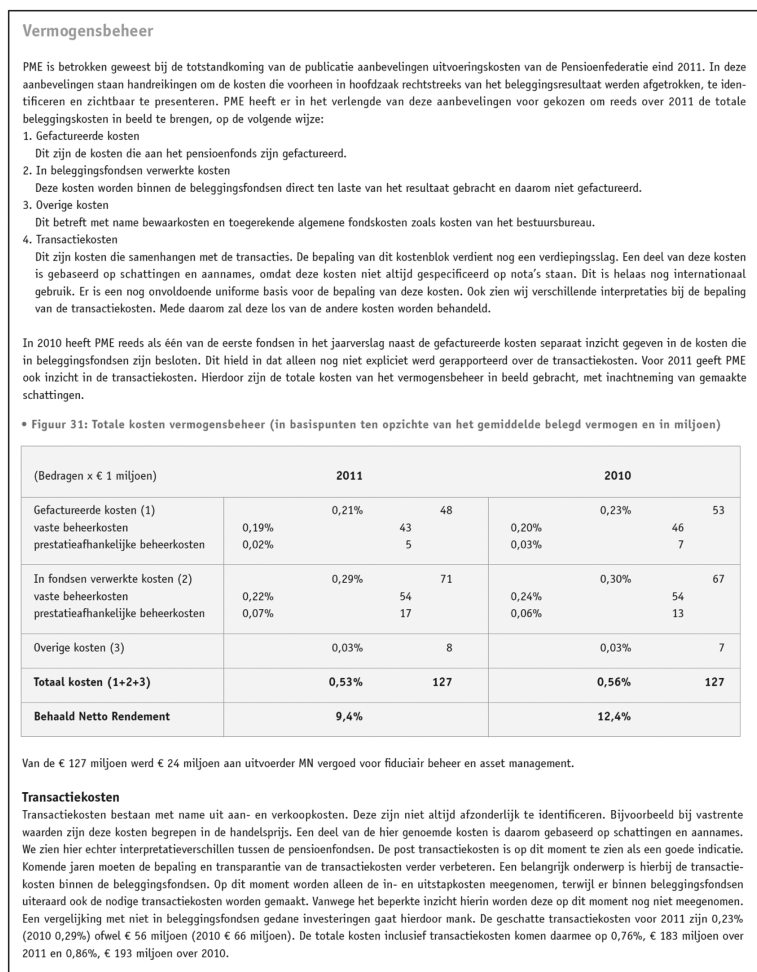 Vermogensbeheer
PME is betrokken geweest bij de totstandkoming van de publicatie aanbevelingen uitvoeringskosten van de Pensioenfederatie eind 2011. In deze
aanbevelingen staan handreikingen om de kosten die voorheen in hoofdzaak rechtstreeks van het beleggingsresultaat werden afgetrokken, te iden-
tificeren en zichtbaar te presenteren. PME heeft er in het verlengde van deze aanbevelingen voor gekozen om reeds over 2011 de totale
beleggingskosten in beeld te brengen, op de volgende wijze:
1. Gefactureerde kosten
Dit zijn de kosten die aan het pensioenfonds zijn gefactureerd.
2. In beleggingsfondsen verwerkte kosten
Deze kosten worden binnen de beleggingsfondsen direct ten laste van het resultaat gebracht en daarom niet gefactureerd.
3. Overige kosten
Dit betreft met name bewaarkosten en toegerekende algemene fondskosten zoals kosten van het bestuursbureau.
4. Transactiekosten
Dit zijn kosten die samenhangen met de transacties. De bepaling van dit kostenblok verdient nog een verdiepingsslag. Een deel van deze kosten
is gebaseerd op schattingen en aannames, omdat deze kosten niet altijd gespecificeerd op nota's staan. Dit is helaas nog internationaal
gebruik. Er is een nog onvoldoende uniforme basis voor de bepaling van deze kosten. Ook zien wij verschillende interpretaties bij de bepaling
van de transactiekosten. Mede daarom zal deze los van de andere kosten worden behandeld.
In 2010 heeft PME reeds als één van de eerste fondsen in het jaarverslag naast de gefactureerde kosten separaat inzicht gegeven in de kosten die
in beleggingsfondsen zijn besloten. Dit hield in dat alleen nog niet expliciet werd gerapporteerd over de transactiekosten. Voor 2011 geeft PME
ook inzicht in de transactiekosten. Hierdoor zijn de totale kosten van het vermogensbeheer in beeld gebracht, met inachtneming van gemaakte
schattingen.
• Figuur 31: Totale kosten vermogensbeheer (in basispunten ten opzichte van het gemiddelde belegd vermogen en in miljoen)
(Bedragen x € 1 miljoen) 2011 2010
Gefactureerde kosten (1) 0,21% 48 0,23% 53
vaste beheerkosten 0,19% 43 0,20% 46
prestatieafhankelijke beheerkosten 0,02% 5 0,03% 7
In fondsen verwerkte kosten (2) 0,29% 71 0,30% 67
vaste beheerkosten 0,22% 54 0,24% 54
prestatieafhankelijke beheerkosten 0,07% 17 0,06% 13
Overige kosten (3) 0,03% 8 0,03% 7
Totaal kosten (1+2+3) 0,53% 127 0,56% 127
Behaald Netto Rendement 9,4% 12,4%
Van de € 127 miljoen werd € 24 miljoen aan uitvoerder MN vergoed voor fiduciair beheer en asset management.
Transactiekosten
Transactiekosten bestaan met name uit aan- en verkoopkosten. Deze zijn niet altijd afzonderlijk te identificeren. Bijvoorbeeld bij vastrente
waarden zijn deze kosten begrepen in de handelsprijs. Een deel van de hier genoemde kosten is daarom gebaseerd op schattingen en aannames.
We zien hier echter interpretatieverschillen tussen de pensioenfondsen. De post transactiekosten is op dit moment te zien als een goede indicatie.
Komende jaren moeten de bepaling en transparantie van de transactiekosten verder verbeteren. Een belangrijk onderwerp is hierbij de transactie-
kosten binnen de beleggingsfondsen. Op dit moment worden alleen de in- en uitstapkosten meegenomen, terwijl er binnen beleggingsfondsen
uiteraard ook de nodige transactiekosten worden gemaakt. Vanwege het beperkte inzicht hierin worden deze op dit moment nog niet meegenomen.
Een vergelijking met niet in beleggingsfondsen gedane investeringen gaat hierdoor mank. De geschatte transactiekosten voor 2011 zijn 0,23%
(2010 0,29%) ofwel € 56 miljoen (2010 € 66 miljoen). De totale kosten inclusief transactiekosten komen daarmee op 0,76%, € 183 miljoen over
2011 en 0,86%, € 193 miljoen over 2010.